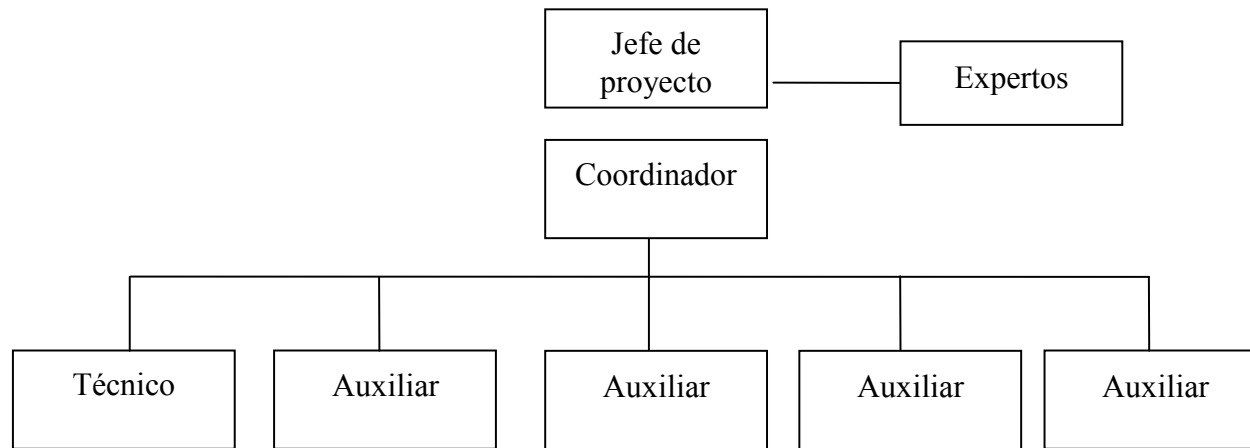 Jefe de
proyecto
Expertos
Coordinador
Técnico
Auxiliar
Auxiliar
Auxiliar
Auxiliar